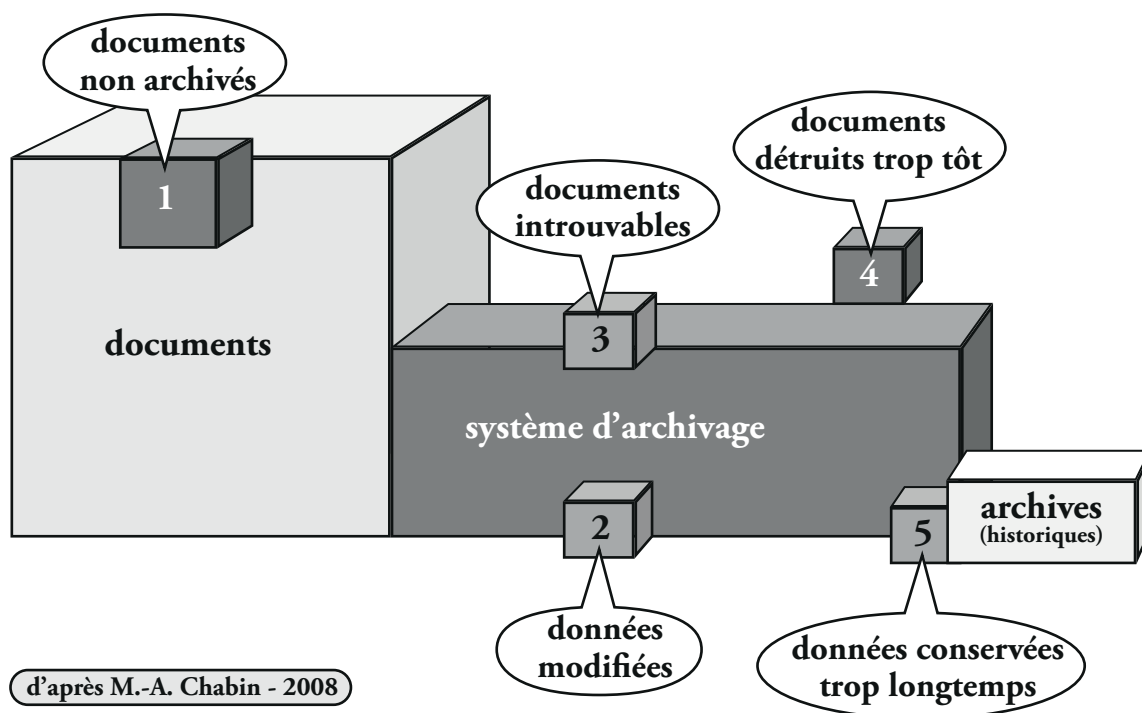 documents
non archivés
1
documents
détruits trop tôt
4
documents
introuvables
3
documents
système d'archivage
2
données
modifiées
5
données conservées
trop longtemps
archives
(historiques)
d'après M.-A. Chabin - 2008